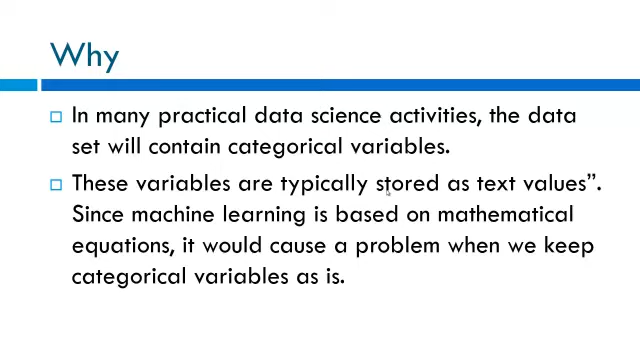 Why
In many practical data science activities, the data
set will contain categorical variables.
These variables are typically stored as text values”.
Since machine learning is based on mathematical
equations, it would cause a problem when we keep
categorical variables as is.